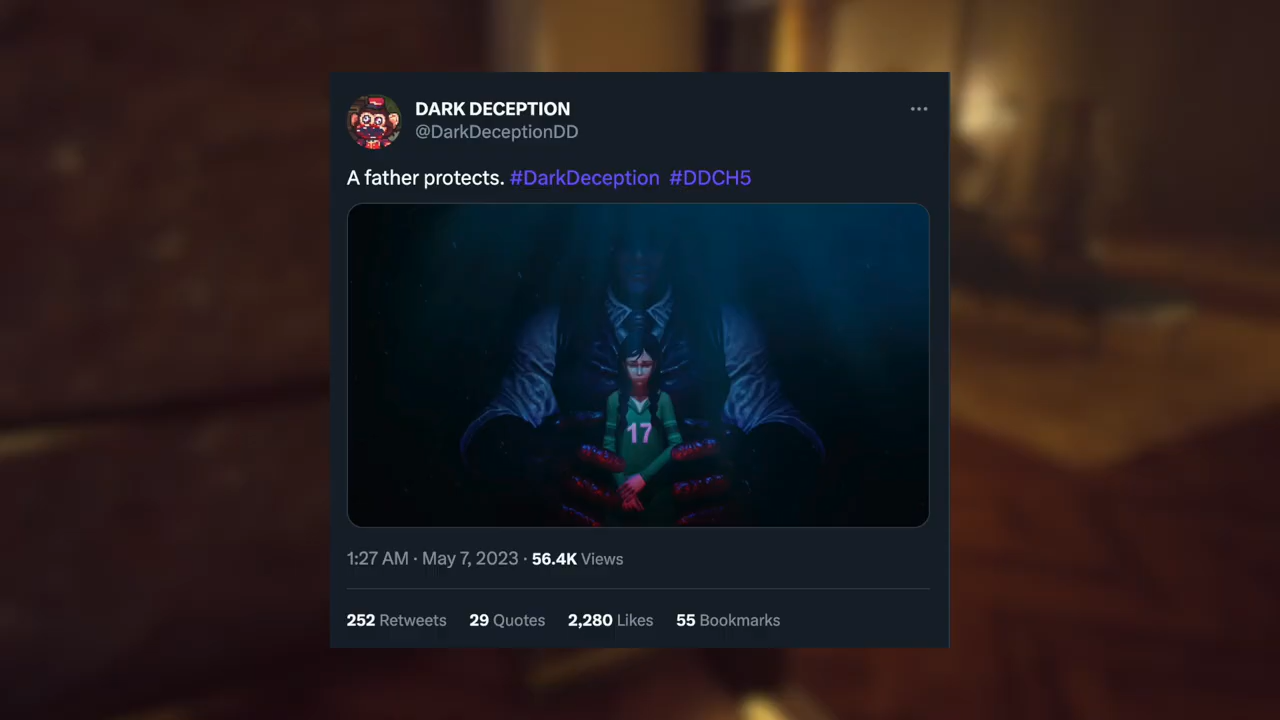 DARK DECEPTION
@DarkDeceptionDD
A father protects. #DarkDeception #DDCH5
17
1:27 AM · May 7, 2023 · 56.4K Views
252 Retweets 29 Quotes 2,280 Likes 55 Bookmarks